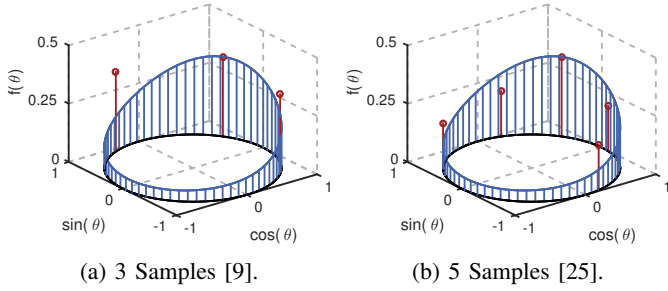 0.5
0.25
0
f(θ)
1
0
-1
sin(θ)
-1
0
1
cos(θ)
(a) 3 Samples [9].
0.5
0.25
0
f(θ)
1
0
-1
sin(θ)
-1
0
1
cos(θ)
(b) 5 Samples [25].